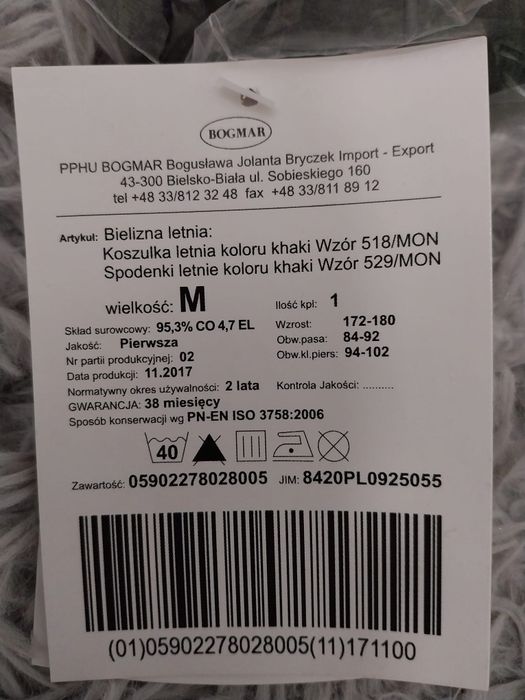 BOGMAR
PPHU BOGMAR Bogusława Jolanta Bryczek Import - Export
43-300 Bielsko-Biała ul. Sobieskiego 160
tel +48 33/812 32 48 fax +48 33/811 89 12
Artykuł: Bielizna letnia:
Koszulka letnia koloru khaki Wzór 518/MON
Spodenki letnie koloru khaki Wzór 529/MON
wielkość: M Ilość kpl: 1
Skład surowcowy: 95,3% CO 4,7 EL Wzrost: 172-180
Jakość: Pierwsza Obw.pasa: 84-92
Nr partii produkcyjnej: 02 Obw.kl.piers: 94-102
Data produkcji: 11.2017
Normatywny okres używalności: 2 lata Kontrola Jakości: ..........
GWARANCJA: 38 miesięcy
Sposób konserwacji wg PN-EN ISO 3758:2006
40
Zawartość: 05902278028005 JIM: 8420PL0925055
(01)05902278028005(11)171100